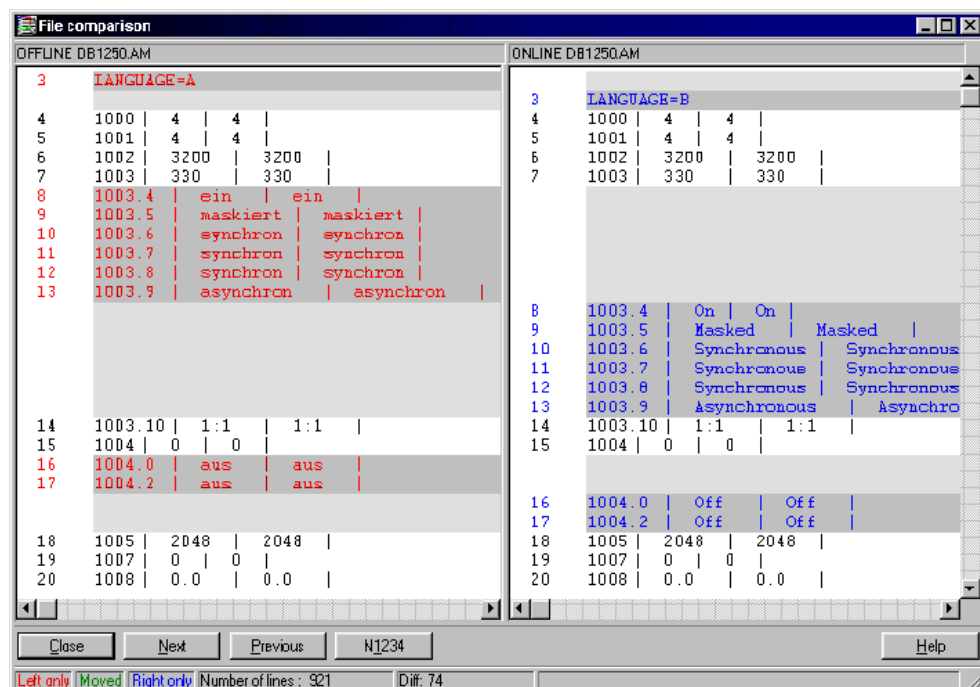 File comparison
OFFLINE DB1250.AM
3 LANGUAGE=A
4 1000 | 4 | 4 |
5 1001 | 4 | 4 |
6 1002 | 3200 | 3200 |
7 1003 | 330 | 330 |
8 1003.4 | ein | ein |
9 1003.5 | maskiert | maskiert |
10 1003.6 | synchron | synchron |
11 1003.7 | synchron | synchron |
12 1003.8 | synchron | synchron |
13 1003.9 | asynchron | asynchron |
14 1003.10 | 1:1 | 1:1 |
15 1004 | 0 | 0 |
16 1004.0 | aus | aus |
17 1004.2 | aus | aus |
18 1005 | 2048 | 2048 |
19 1007 | 0 | 0 |
20 1008 | 0.0 | 0.0 |
ONLINE DB1250.AM
3 LANGUAGE=B
4 1000 | 4 | 4 |
5 1001 | 4 | 4 |
6 1002 | 3200 | 3200 |
7 1003 | 330 | 330 |
8 1003.4 | On | On |
9 1003.5 | Masked | Masked |
10 1003.6 | Synchronous | Synchronous
11 1003.7 | Synchronous | Synchronous
12 1003.8 | Synchronous | Synchronous
13 1003.9 | Asynchronous | Asynchro
14 1003.10 | 1:1 | 1:1 |
15 1004 | 0 | 0 |
16 1004.0 | Off | Off |
17 1004.2 | Off | Off |
18 1005 | 2048 | 2048 |
19 1007 | 0 | 0 |
20 1008 | 0.0 | 0.0 |
Close Next Previous N1234 Help
Left only Moved Right only Number of lines : 921 Diff: 74